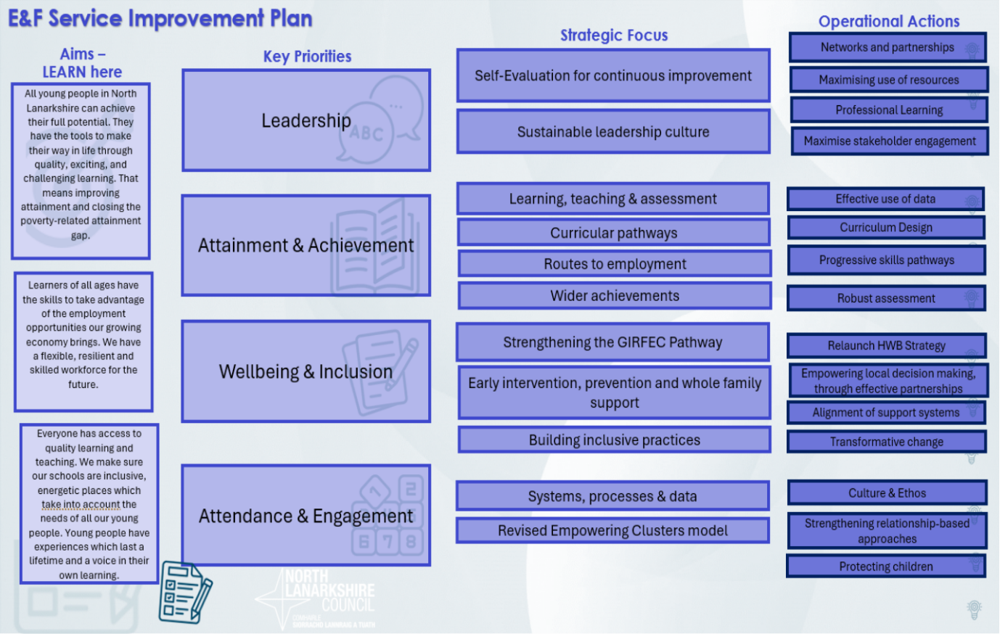 E&F Service Improvement Plan
Aims –
LEARN here
All young people in North
Lanarkshire can achieve
their full potential. They
have the tools to make
their way in life through
quality, exciting, and
challenging learning. That
means improving
attainment and closing the
poverty-related attainment
gap.
Learners of all ages have
the skills to take advantage
of the employment
opportunities our growing
economy brings. We have
a flexible, resilient and
skilled workforce for the
future.
Everyone has access to
quality learning and
teaching. We make sure
our schools are inclusive,
energetic places which
take into account the
needs of all our young
people. Young people have
experiences which last a
lifetime and a voice in their
own learning.
Key Priorities
Leadership
ABC
Attainment & Achievement
Wellbeing & Inclusion
Attendance & Engagement
1 2
4 5 3
6 7 8
Strategic Focus
Self-Evaluation for continuous improvement
Sustainable leadership culture
Learning, teaching & assessment
Curricular pathways
Routes to employment
Wider achievements
Strengthening the GIRFEC Pathway
Early intervention, prevention and whole family
support
Building inclusive practices
Systems, processes & data
Revised Empowering Clusters model
Operational Actions
Networks and partnerships
Maximising use of resources
Professional Learning
Maximise stakeholder engagement
Effective use of data
Curriculum Design
Progressive skills pathways
Robust assessment
Relaunch HWB Strategy
Empowering local decision making,
through effective partnerships
Alignment of support systems
Transformative change
Culture & Ethos
Strengthening relationship-based
approaches
Protecting children
NORTH
LANARKSHIRE
COUNCIL